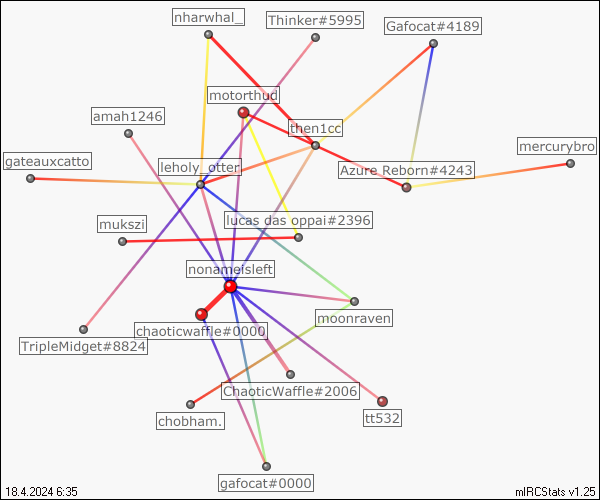 nharwhal_
Thinker#5995
Gafocat#4189
motorthud
amah1246
then1cc
mercurybro
gateauxcatto
leholy_otter
Azure Reborn#4243
mukszi
lucas das oppai#2396
nonameisleft
moonraven
chaoticwaffle#0000
TripleMidget#8824
ChaoticWaffle#2006
chobham.
tt532
gafocat#0000
18.4.2024 6:35
mIRCStats v1.25